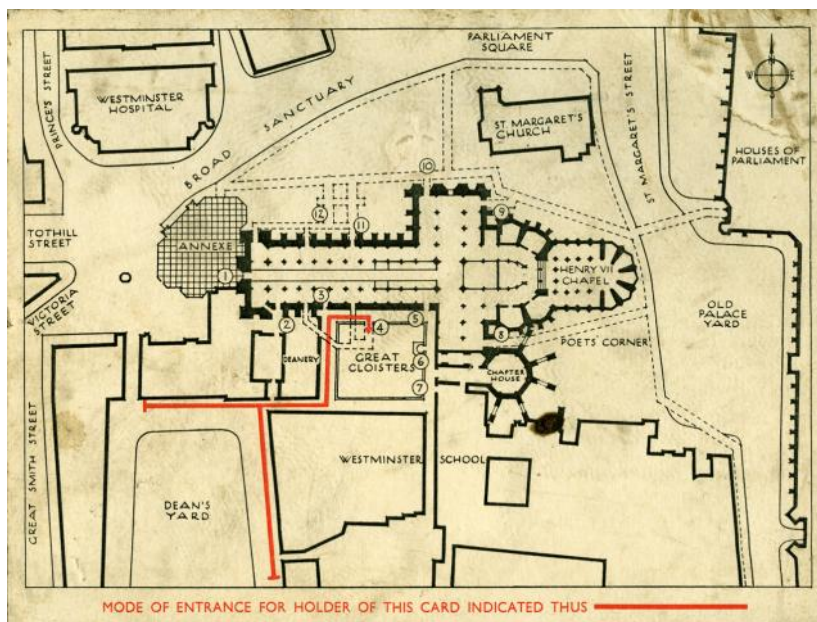 PARLIAMENT
SQUARE
PRINCE'S STREET
WESTMINSTER
HOSPITAL
BROAD SANCTUARY
ST. MARGARET'S
CHURCH
ST MARGARET'S STREET
N
W
E
HOUSES OF
PARLIAMENT
10
12
11
9
TOTHILL
STREET
ANNEXE
1
HENRY VII
CHAPEL
VICTORIA
STREET
3
2
4
5
8
OLD
PALACE
YARD
DEANERY
GREAT
CLOISTERS
6
7
POETS' CORNER
CHAPTER
HOUSE
GREAT SMITH STREET
DEAN'S
YARD
WESTMINSTER SCHOOL
MODE OF ENTRANCE FOR HOLDER OF THIS CARD INDICATED THUS